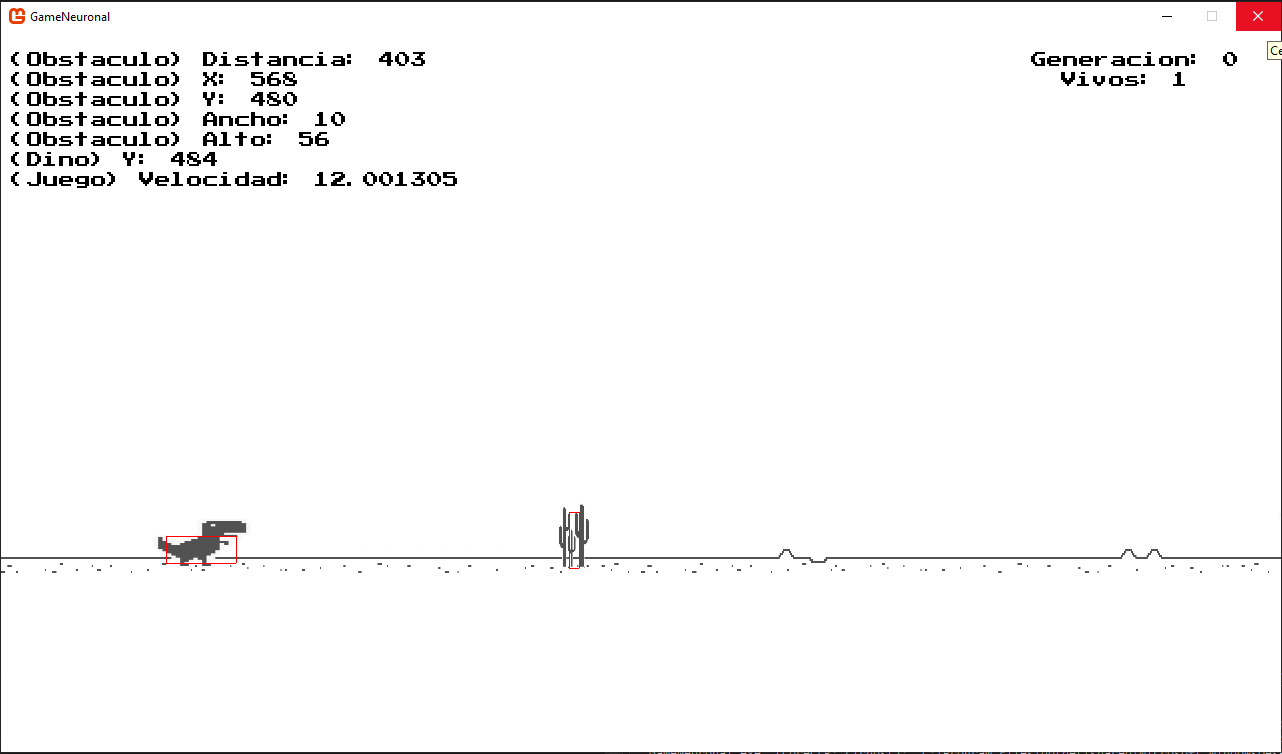 GameNeuronal
(Obstaculo) Distancia: 403
(Obstaculo) X: 568
(Obstaculo) Y: 480
(Obstaculo) Ancho: 10
(Obstaculo) Alto: 56
(Dino) Y: 484
(Juego) Velocidad: 12.001305
Generacion: 0
Vivos: 1
Ce